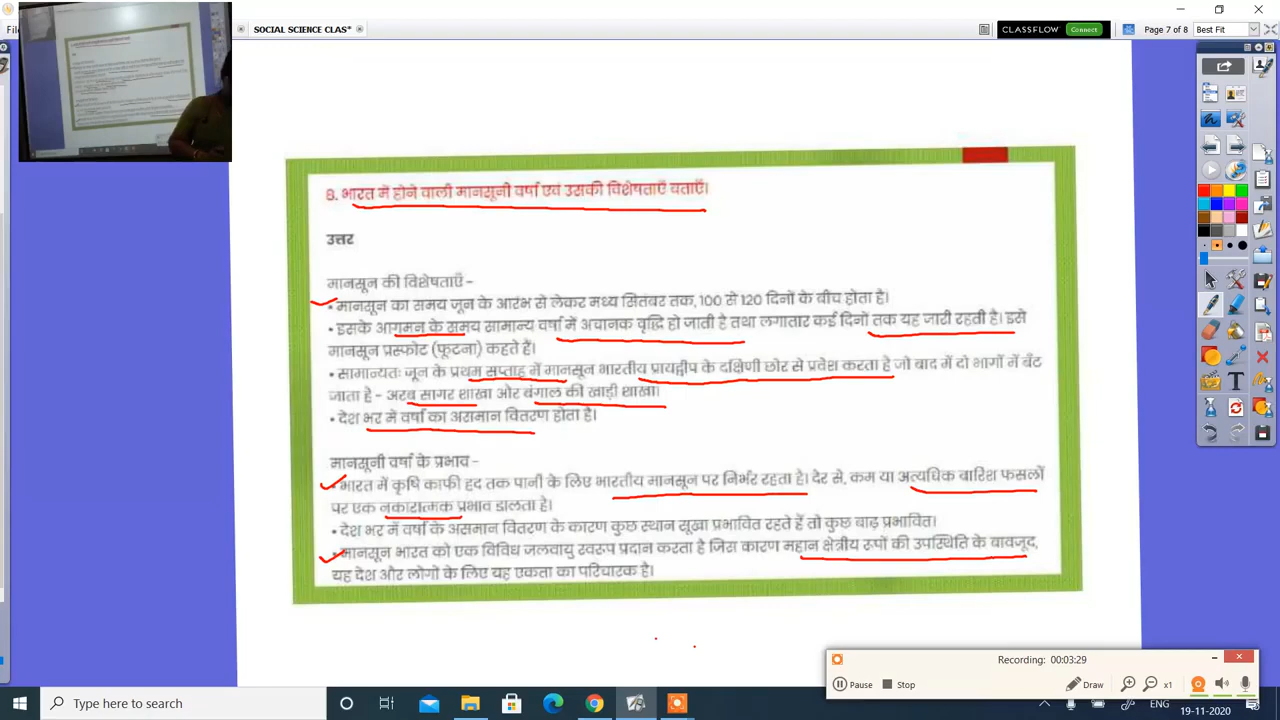 File
SOCIAL SCIENCE CLAS*
CLASSFLOW Connect
Page 7 of 8
Best Fit
8. भारत में होने वाली मानसूनी वर्षा एवं उसकी विशेषताएँ बताएँ।
उत्तर
मानसून की विशेषताएँ -
• मानसून का समय जून के आरंभ से लेकर मध्य सितंबर तक, 100 से 120 दिनों के बीच होता है।
• इसके आगमन के समय सामान्य वर्षा में अचानक वृद्धि हो जाती है तथा लगातार कई दिनों तक यह जारी रहती है। इसे
मानसून प्रस्फोट (फूटना) कहते हैं।
• सामान्यतः जून के प्रथम सप्ताह में मानसून भारतीय प्रायद्वीप के दक्षिणी छोर से प्रवेश करता है जो बाद में दो भागों में बँट
जाता है - अरब सागर शाखा और बंगाल की खाड़ी शाखा।
• देश भर में वर्षा का असमान वितरण होता है।
मानसूनी वर्षा के प्रभाव -
• भारत में कृषि काफी हद तक पानी के लिए भारतीय मानसून पर निर्भर रहता है। देर से, कम या अत्यधिक बारिश फसलों
पर एक नकारात्मक प्रभाव डालता है।
• देश भर में वर्षा के असमान वितरण के कारण कुछ स्थान सूखा प्रभावित रहते हैं तो कुछ बाढ़ प्रभावित।
• मानसून भारत को एक विविध जलवायु स्वरूप प्रदान करता है जिस कारण महान क्षेत्रीय रूपों की उपस्थिति के बावजूद,
यह देश और लोगों के लिए यह एकता का परिचारक है।
Recording: 00:03:29
Pause
Stop
Draw
x1
Type here to search
ENG
19-11-2020